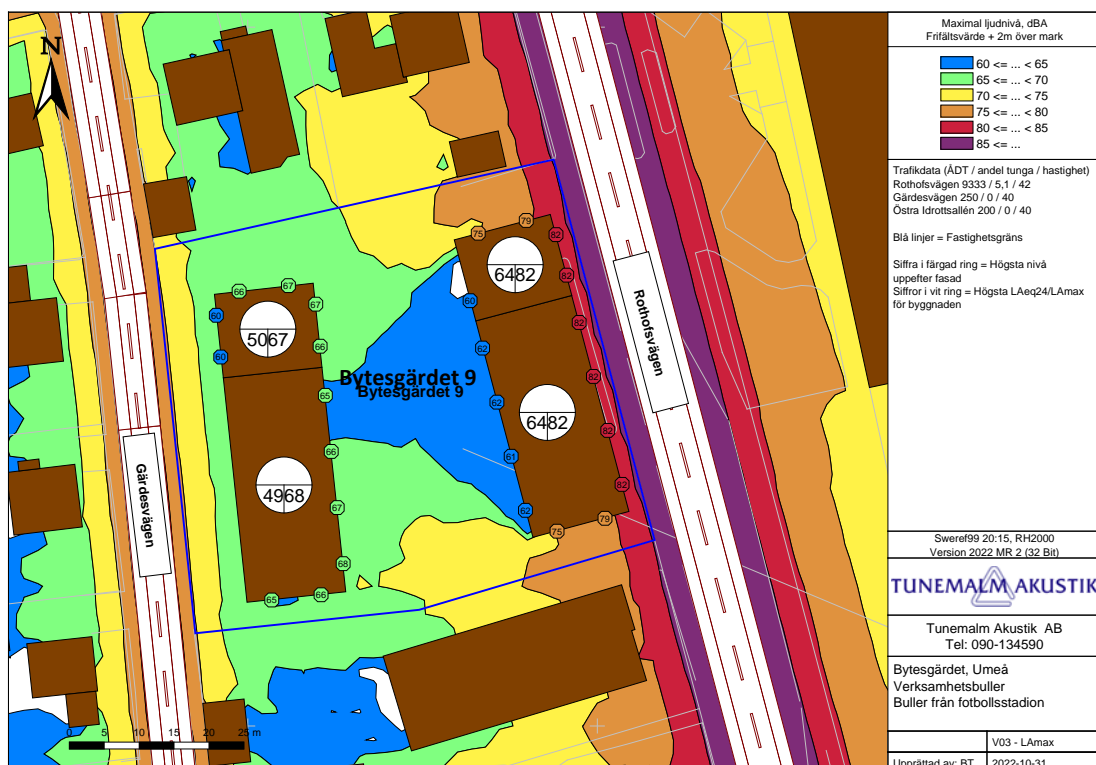 N
Maximal ljudnivå, dBA
Frifältsvärde + 2m över mark
60 <= ... < 65
65 <= ... < 70
70 <= ... < 75
75 <= ... < 80
80 <= ... < 85
85 <= ...
Trafikdata (ÅDT / andel tunga / hastighet)
Rothofsvägen 9333 / 5,1 / 42
Gärdesvägen 250 / 0 / 40
Östra Idrottsallén 200 / 0 / 40
Blå linjer = Fastighetsgräns
Siffra i färgad ring = Högsta nivå
uppefter fasad
Siffror i vit ring = Högsta LAeq24/LAmax
för byggnaden
79
75
82
64 82
82
66
67
67
60
60
50 67
66
60
62
82
82
Rothofsvägen
Bytesgärdet 9
Bytesgärdet 9
65
62
64 82
82
66
61
82
49 68
67
62
79
75
68
66
65
Gärdesvägen
0 5 10 15 20 25 m
Sweref99 20:15, RH2000
Version 2022 MR 2 (32 Bit)
TUNEMALM AKUSTIK
Tunemalm Akustik AB
Tel: 090-134590
Bytesgärdet, Umeå
Verksamhetsbuller
Buller från fotbollsstadion
V03 - LAmax
Upprättad av: BT 2022-10-31